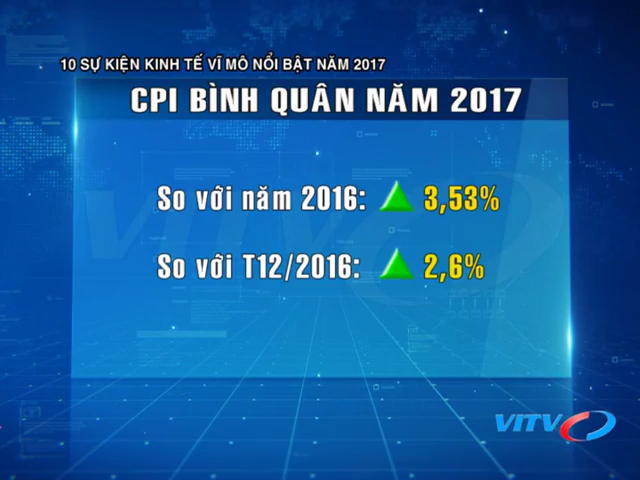 10 SỰ KIỆN KINH TẾ VĨ MÔ NỔI BẬT NĂM 2017
CPI BÌNH QUÂN NĂM 2017
So với năm 2016: 3,53%
So với T12/2016: 2,6%
VITV